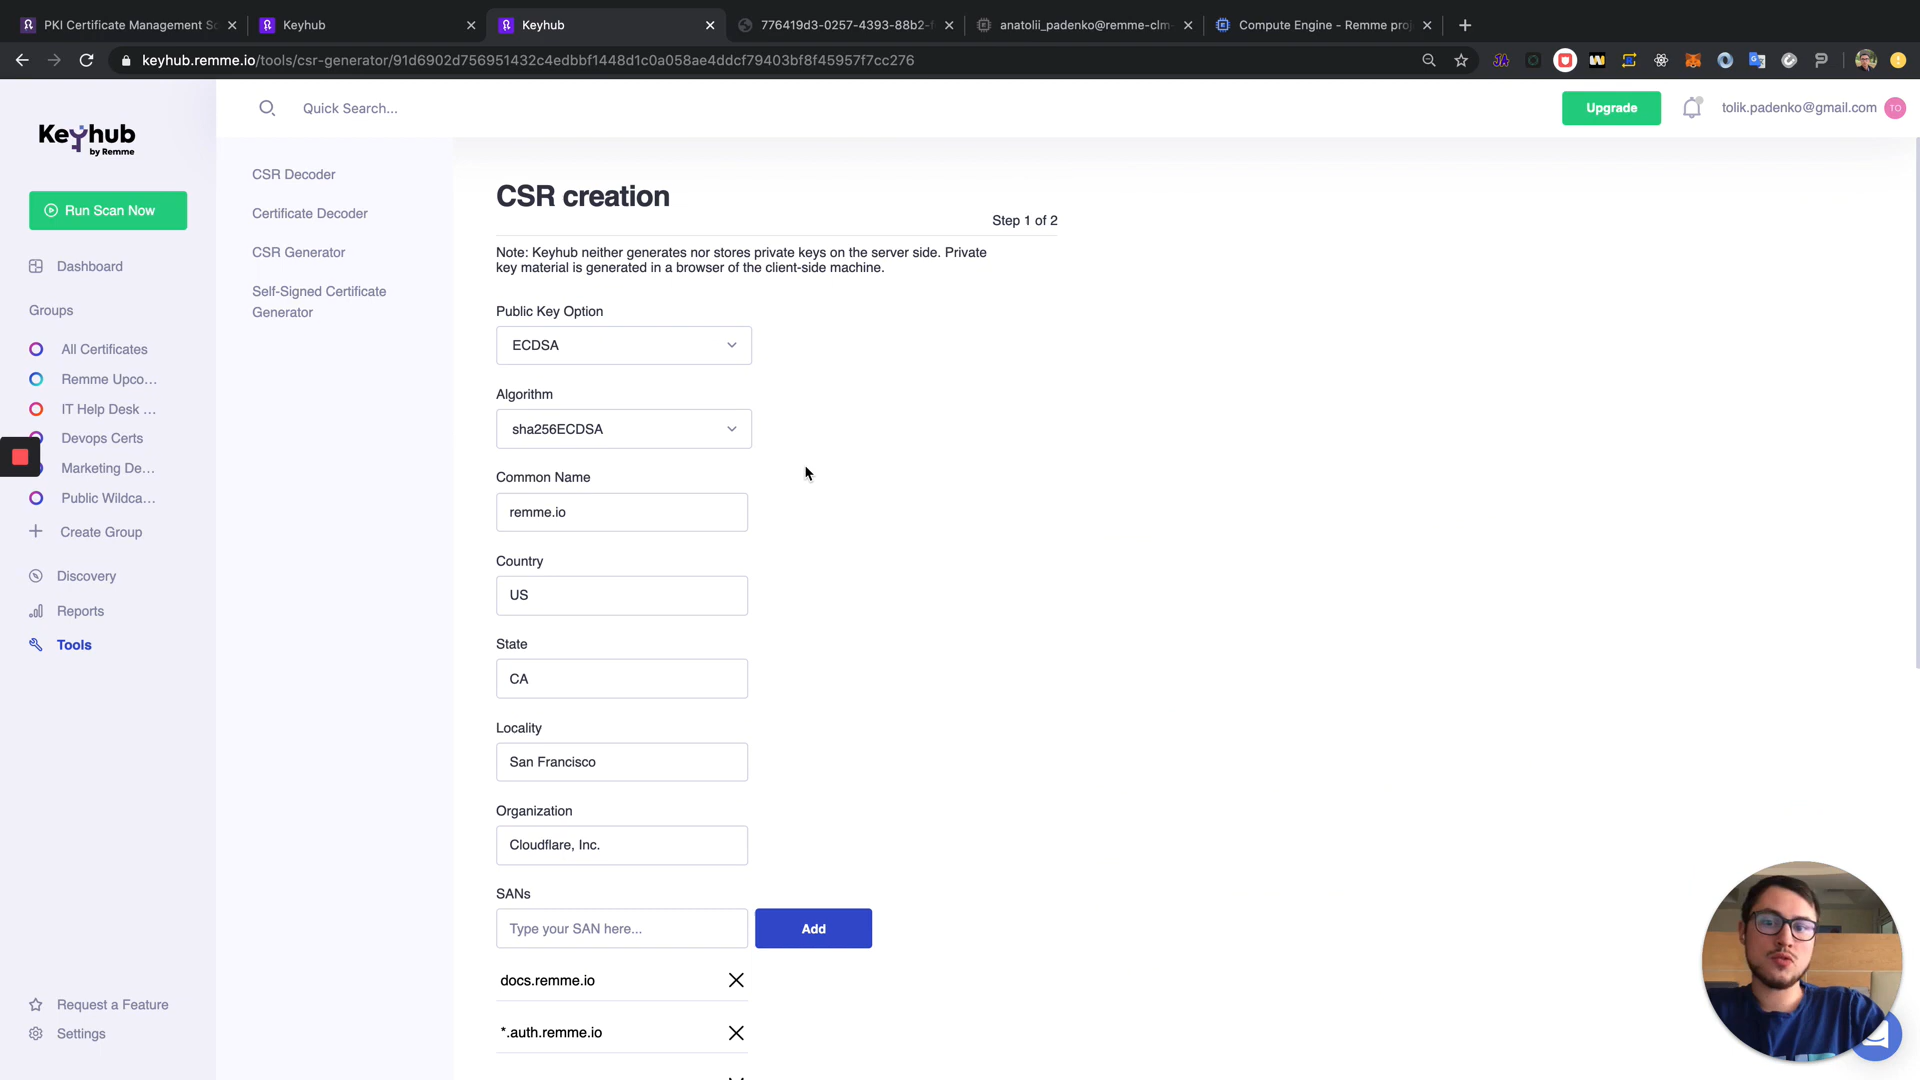 PKI Certificate Management So
Keyhub
Keyhub
776419d3-0257-4393-88b2-f
anatolii_padenko@remme-clm-
Compute Engine - Remme proj
keyhub.remme.io/tools/csr-generator/91d6902d756951432c4edbbf1448d1c0a058ae4ddcf79403bf8f45957f7cc276
Keyhub
by Remme
Quick Search...
Upgrade
tolik.padenko@gmail.com
TO
Run Scan Now
Dashboard
Groups
All Certificates
Remme Upco...
IT Help Desk ...
Devops Certs
Marketing De...
Public Wildca...
Create Group
Discovery
Reports
Tools
Request a Feature
Settings
CSR Decoder
Certificate Decoder
CSR Generator
Self-Signed Certificate
Generator
CSR creation
Step 1 of 2
Note: Keyhub neither generates nor stores private keys on the server side. Private
key material is generated in a browser of the client-side machine.
Public Key Option
ECDSA
Algorithm
sha256ECDSA
Common Name
remme.io
Country
US
State
CA
Locality
San Francisco
Organization
Cloudflare, Inc.
SANs
Type your SAN here...
Add
docs.remme.io
*.auth.remme.io